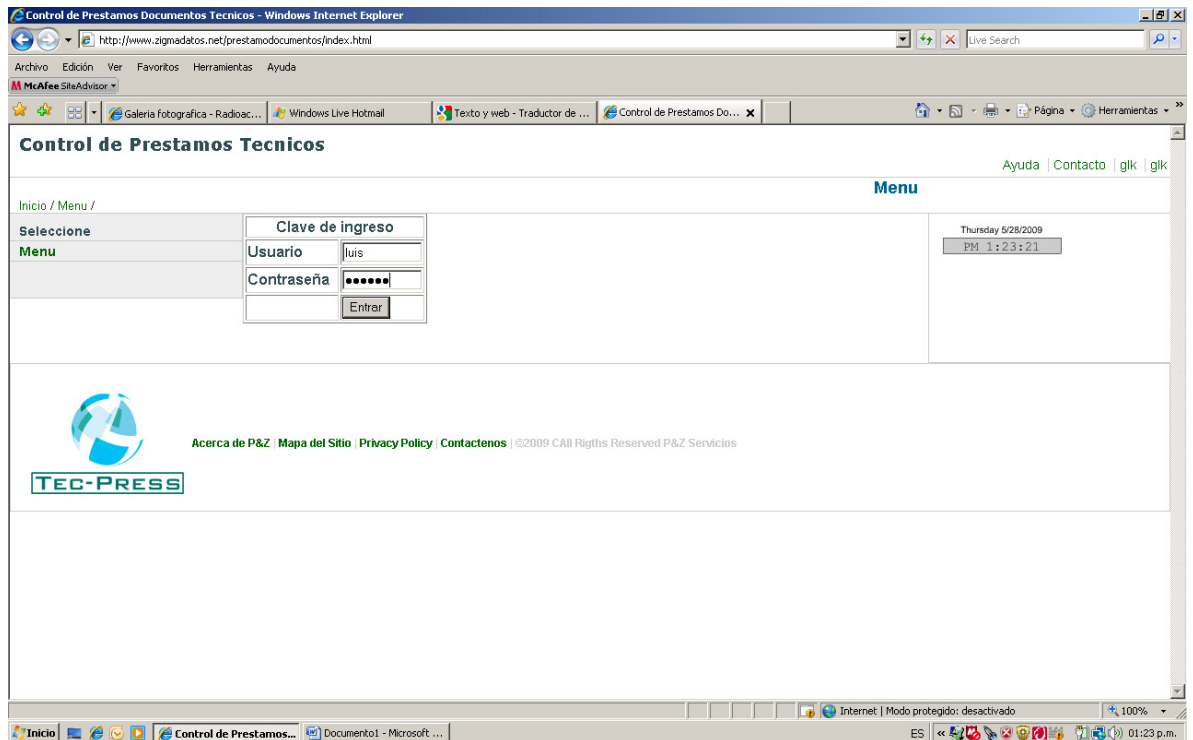 Control de Prestamos Documentos Tecnicos - Windows Internet Explorer
http://www.zigmadatos.net/prestamodocumentos/index.html
Live Search
Archivo Edición Ver Favoritos Herramientas Ayuda
McAfee SiteAdvisor
Galeria fotografica - Radioac... Windows Live Hotmail Texto y web - Traductor de ... Control de Prestamos Do... Página Herramientas
Control de Prestamos Tecnicos
Ayuda | Contacto | glk | glk
Menu
Inicio / Menu /
Seleccione
Menu
Clave de ingreso
Usuario luis
Contraseña ••••••
Entrar
Thursday 5/28/2009
PM 1:23:21
TEC-PRESS
Acerca de P&Z | Mapa del Sitio | Privacy Policy | Contactenos | ©2009 CAll Rigths Reserved P&Z Servicios
Internet | Modo protegido: desactivado 100%
Inicio Control de Prestamos... Documento1 - Microsoft ... ES 01:23 p.m.